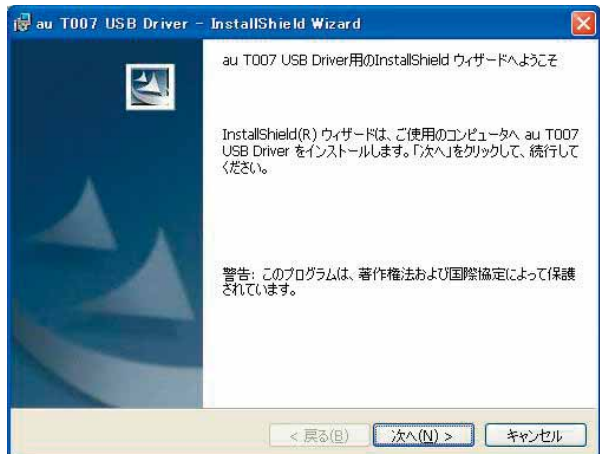 au T007 USB Driver - InstallShield Wizard
au T007 USB Driver用のInstallShield ウィザードへようこそ
InstallShield(R) ウィザードは、ご使用のコンピュータへ au T007
USB Driver をインストールします。「次へ」をクリックして、続行して
ください。
警告: このプログラムは、著作権法および国際協定によって保護
されています。
< 戻る(B)
次へ(N) >
キャンセル